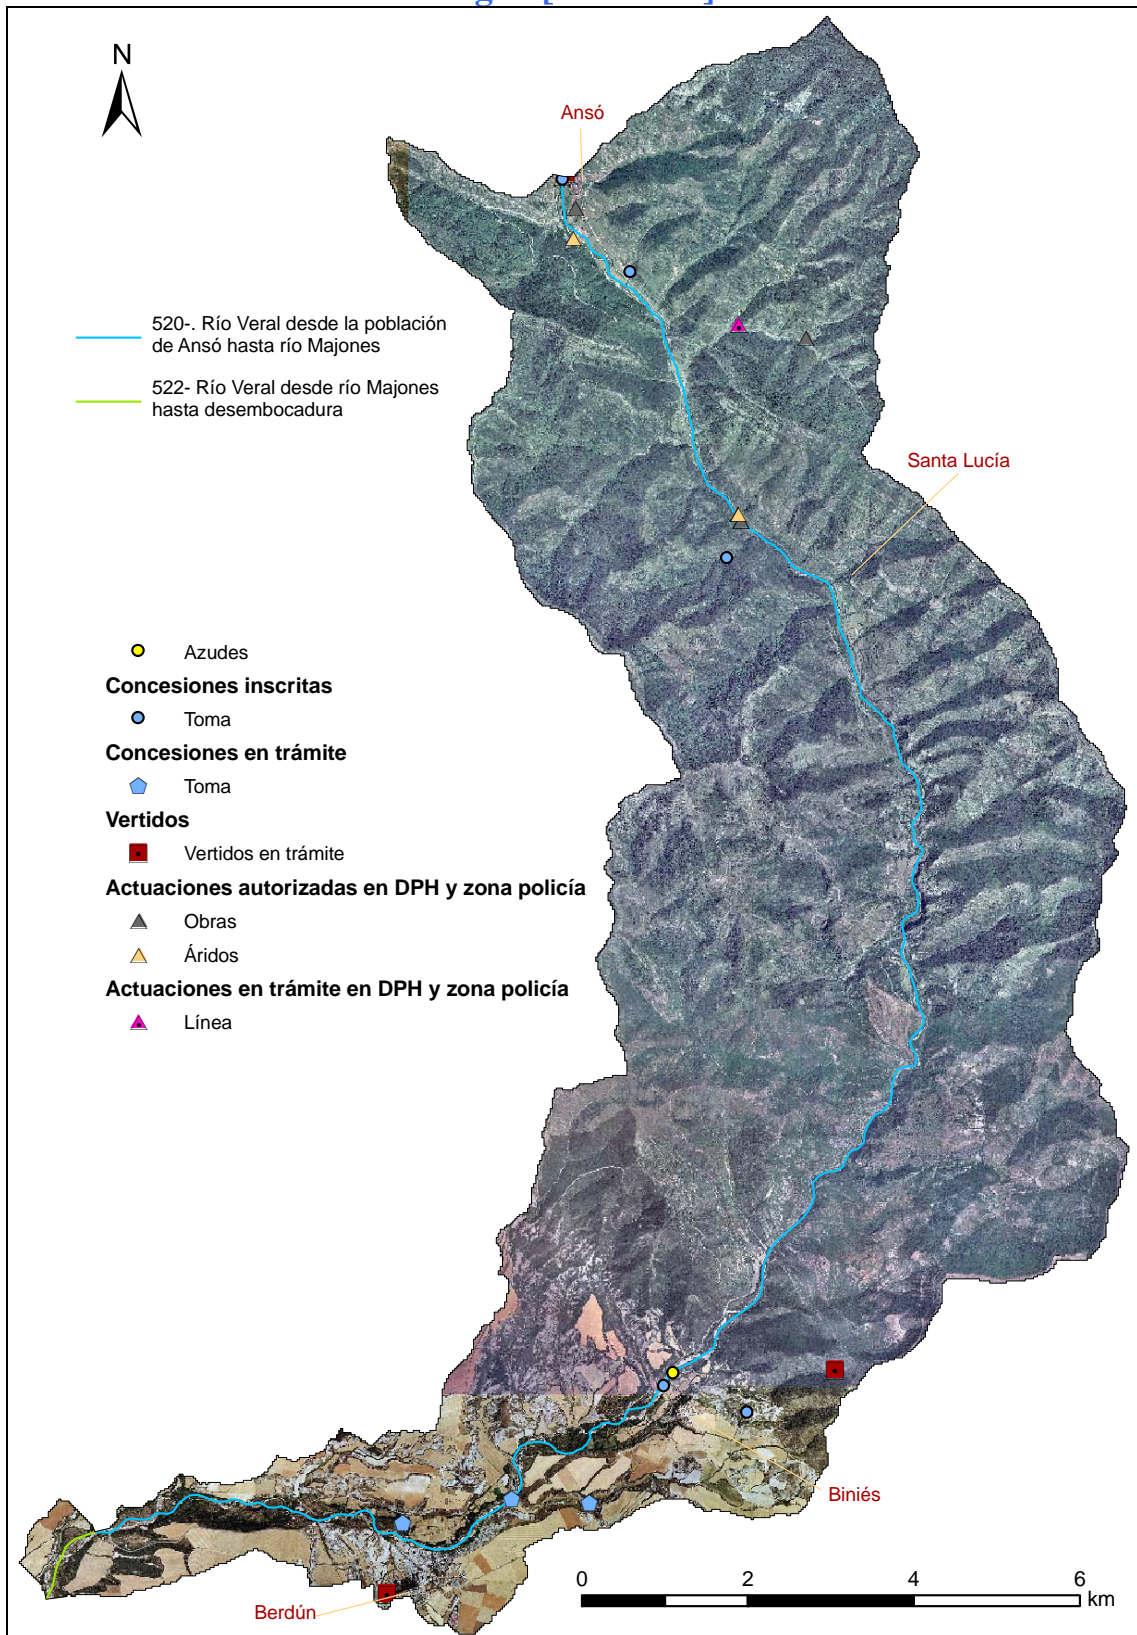 N
Ansó
520-. Río Veral desde la población
de Ansó hasta río Majones
522- Río Veral desde río Majones
hasta desembocadura
Santa Lucía
Azudes
Concesiones inscritas
Toma
Concesiones en trámite
Toma
Vertidos
Vertidos en trámite
Actuaciones autorizadas en DPH y zona policía
Obras
Áridos
Actuaciones en trámite en DPH y zona policía
Línea
Biniés
Berdún
0 2 4 6
km